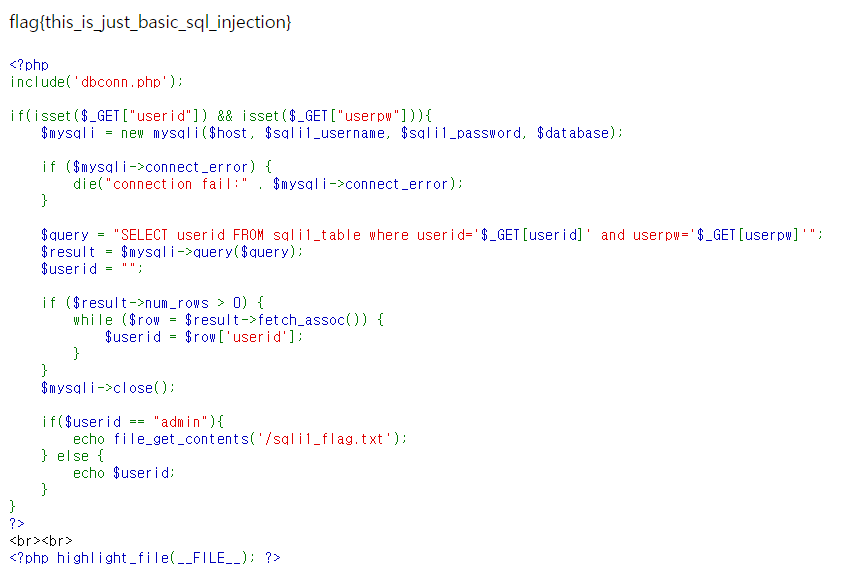 flag{this_is_just_basic_sql_injection}
<?php
include('dbconn.php');
if(isset($_GET["userid"]) && isset($_GET["userpw"])){
    $mysqli = new mysqli($host, $sqli1_username, $sqli1_password, $database);
    if ($mysqli->connect_error) {
        die("connection fail:" . $mysqli->connect_error);
    }
    $query = "SELECT userid FROM sqli1_table where userid='$_GET[userid]' and userpw='$_GET[userpw]'";
    $result = $mysqli->query($query);
    $userid = "";
    if ($result->num_rows > 0) {
        while ($row = $result->fetch_assoc()) {
            $userid = $row['userid'];
        }
    }
    $mysqli->close();
    if($userid == "admin"){
        echo file_get_contents('/sqli1_flag.txt');
    } else {
        echo $userid;
    }
}
?>
<br><br>
<?php highlight_file(__FILE__); ?>